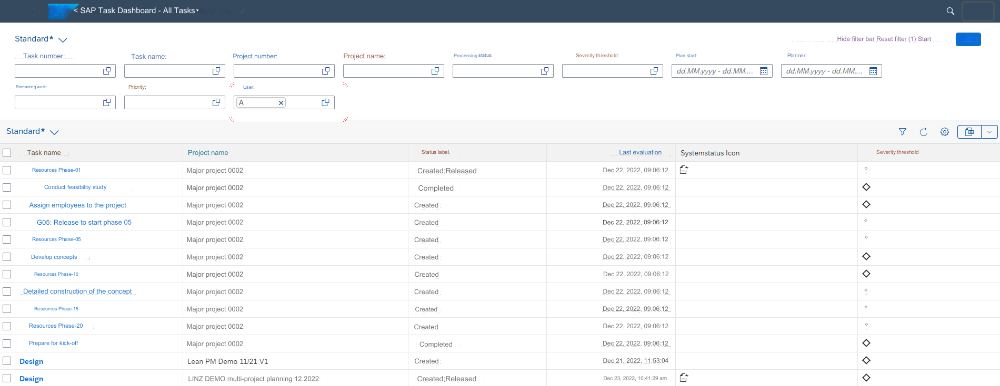 < SAP Task Dashboard - All Tasks
Standard*
Hide filter bar Reset filter (1) Start
Task number: Task name: Project number: Project name: Processing status: Severity threshold: Plan start: Planner:
dd.MM.yyyy - dd.MM.... dd.MM.yyyy - dd.MM....
Remaining work: Priority: User:
A
Standard*
Task name Project name Status label. Last evaluation Systemstatus Icon Severity threshold
Resources Phase-01 Major project 0002 Created;Released Dec 22, 2022, 09:06:12
Conduct feasibility study Major project 0002 Completed Dec 22, 2022, 09:06:12
Assign employees to the project Major project 0002 Created Dec 22, 2022, 09:06:12
G05: Release to start phase 05 Major project 0002 Created Dec 22, 2022, 09:06:12
Resources Phase-05 Major project 0002 Created Dec 22, 2022, 09:06:12
Develop concepts Major project 0002 Created Dec 22, 2022, 09:06:12
Resources Phase-10 Major project 0002 Created Dec 22, 2022, 09:06:12
Detailed construction of the concept Major project 0002 Created Dec 22, 2022, 09:06:12
Resources Phase-15 Major project 0002 Created Dec 22, 2022, 09:06:12
Resources Phase-20 Major project 0002 Created Dec 22, 2022, 09:06:12
Prepare for kick-off Major project 0002 Completed Dec 22, 2022, 09:06:12
Design Lean PM Demo 11/21 V1 Created Dec 21, 2022, 11:53:04
Design LINZ DEMO multi-project planning 12.2022 Created;Released Dec 23, 2022, 10:41:29 am